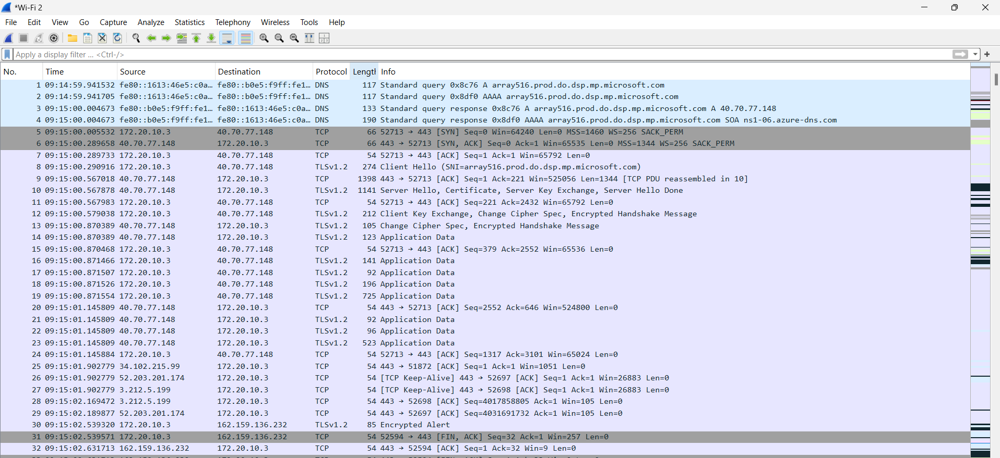 *Wi-Fi 2
File Edit View Go Capture Analyze Statistics Telephony Wireless Tools Help
Apply a display filter … <Ctrl-/>
No. Time Source Destination Protocol Lengtl Info
1 09:14:59.941532 fe80::1613:46e5:c0a… fe80::b0e5:f9ff:fe1… DNS 117 Standard query 0x8c76 A array516.prod.do.dsp.mp.microsoft.com
2 09:14:59.941705 fe80::1613:46e5:c0a… fe80::b0e5:f9ff:fe1… DNS 117 Standard query 0x8df0 AAAA array516.prod.do.dsp.mp.microsoft.com
3 09:15:00.004673 fe80::b0e5:f9ff:fe1… fe80::1613:46e5:c0a… DNS 133 Standard query response 0x8c76 A array516.prod.do.dsp.mp.microsoft.com A 40.70.77.148
4 09:15:00.004673 fe80::b0e5:f9ff:fe1… fe80::1613:46e5:c0a… DNS 190 Standard query response 0x8df0 AAAA array516.prod.do.dsp.mp.microsoft.com SOA ns1-06.azure-dns.com
5 09:15:00.005532 172.20.10.3 40.70.77.148 TCP 66 52713 → 443 [SYN] Seq=0 Win=64240 Len=0 MSS=1460 WS=256 SACK_PERM
6 09:15:00.289658 40.70.77.148 172.20.10.3 TCP 66 443 → 52713 [SYN, ACK] Seq=0 Ack=1 Win=65535 Len=0 MSS=1344 WS=256 SACK_PERM
7 09:15:00.289733 172.20.10.3 40.70.77.148 TCP 54 52713 → 443 [ACK] Seq=1 Ack=1 Win=65792 Len=0
8 09:15:00.290916 172.20.10.3 40.70.77.148 TLSv1.2 274 Client Hello (SNI=array516.prod.do.dsp.mp.microsoft.com)
9 09:15:00.567018 40.70.77.148 172.20.10.3 TCP 1398 443 → 52713 [ACK] Seq=1 Ack=221 Win=525056 Len=1344 [TCP PDU reassembled in 10]
10 09:15:00.567878 40.70.77.148 172.20.10.3 TLSv1.2 1141 Server Hello, Certificate, Server Key Exchange, Server Hello Done
11 09:15:00.567983 172.20.10.3 40.70.77.148 TCP 54 52713 → 443 [ACK] Seq=221 Ack=2432 Win=65792 Len=0
12 09:15:00.579038 172.20.10.3 40.70.77.148 TLSv1.2 212 Client Key Exchange, Change Cipher Spec, Encrypted Handshake Message
13 09:15:00.870389 40.70.77.148 172.20.10.3 TLSv1.2 105 Change Cipher Spec, Encrypted Handshake Message
14 09:15:00.870389 40.70.77.148 172.20.10.3 TLSv1.2 123 Application Data
15 09:15:00.870468 172.20.10.3 40.70.77.148 TCP 54 52713 → 443 [ACK] Seq=379 Ack=2552 Win=65536 Len=0
16 09:15:00.871466 172.20.10.3 40.70.77.148 TLSv1.2 141 Application Data
17 09:15:00.871507 172.20.10.3 40.70.77.148 TLSv1.2 92 Application Data
18 09:15:00.871526 172.20.10.3 40.70.77.148 TLSv1.2 196 Application Data
19 09:15:00.871554 172.20.10.3 40.70.77.148 TLSv1.2 725 Application Data
20 09:15:01.145809 40.70.77.148 172.20.10.3 TCP 54 443 → 52713 [ACK] Seq=2552 Ack=646 Win=524800 Len=0
21 09:15:01.145809 40.70.77.148 172.20.10.3 TLSv1.2 92 Application Data
22 09:15:01.145809 40.70.77.148 172.20.10.3 TLSv1.2 96 Application Data
23 09:15:01.145809 40.70.77.148 172.20.10.3 TLSv1.2 523 Application Data
24 09:15:01.145884 172.20.10.3 40.70.77.148 TCP 54 52713 → 443 [ACK] Seq=1317 Ack=3101 Win=65024 Len=0
25 09:15:01.902779 34.102.215.99 172.20.10.3 TCP 54 443 → 51872 [ACK] Seq=1 Ack=1 Win=1051 Len=0
26 09:15:01.902779 52.203.201.174 172.20.10.3 TCP 54 [TCP Keep-Alive] 443 → 52697 [ACK] Seq=1 Ack=1 Win=26883 Len=0
27 09:15:01.902779 3.212.5.199 172.20.10.3 TCP 54 [TCP Keep-Alive] 443 → 52698 [ACK] Seq=1 Ack=1 Win=26883 Len=0
28 09:15:02.169472 3.212.5.199 172.20.10.3 TCP 54 443 → 52698 [ACK] Seq=4017858805 Ack=1 Win=105 Len=0
29 09:15:02.189877 52.203.201.174 172.20.10.3 TCP 54 443 → 52697 [ACK] Seq=4031691732 Ack=1 Win=105 Len=0
30 09:15:02.539320 172.20.10.3 162.159.136.232 TLSv1.2 85 Encrypted Alert
31 09:15:02.539571 172.20.10.3 162.159.136.232 TCP 54 52594 → 443 [FIN, ACK] Seq=32 Ack=1 Win=257 Len=0
32 09:15:02.631713 162.159.136.232 172.20.10.3 TCP 54 443 → 52594 [ACK] Seq=1 Ack=32 Win=9 Len=0